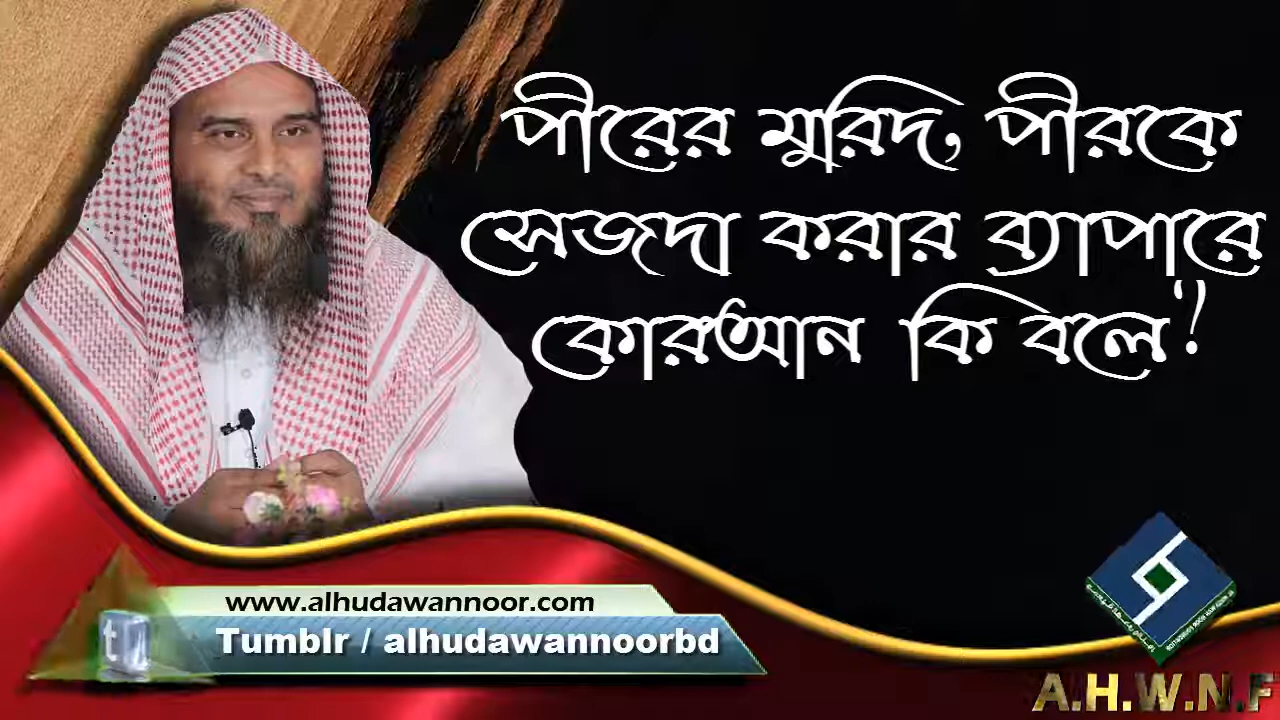 পীরের মুরিদ, পীরকে
সেজদা করার ব্যাপারে
কোরআন কি বলে?
www.alhudawannoor.com
Tumblr / alhudawannoorbd
t
A.H.W.N.F